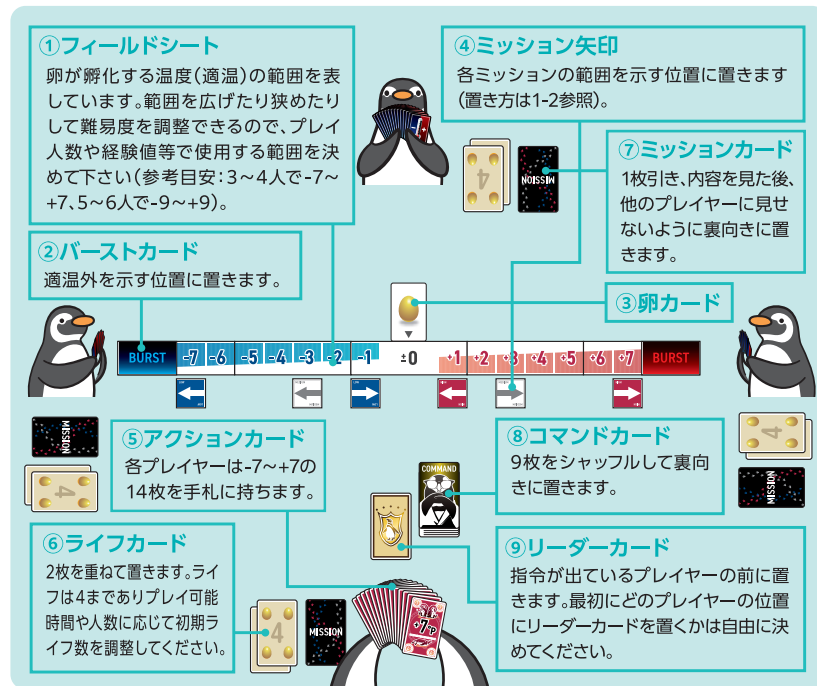 ①フィールドシート
卵が孵化する温度(適温)の範囲を表
しています。範囲を広げたり狭めたり
して難易度を調整できるので、プレイ
人数や経験値等で使用する範囲を決
めて下さい(参考目安:3～4人で-7～
+7、5～6人で-9～+9)。
②バーストカード
適温外を示す位置に置きます。
④ミッション矢印
各ミッションの範囲を示す位置に置きます
(置き方は1-2参照)。
⑦ミッションカード
1枚引き、内容を見た後、
他のプレイヤーに見せ
ないように裏向きに置
きます。
4
MISSION
③卵カード
BURST -7 -6 -5 -4 -3 -2 -1 ±0 +1 +2 +3 +4 +5 +6 +7 BURST
MISSION
4
⑤アクションカード
各プレイヤーは-7～+7の
14枚を手札に持ちます。
COMMAND
⑧コマンドカード
9枚をシャッフルして裏向
きに置きます。
4
MISSION
⑥ライフカード
2枚を重ねて置きます。ライ
フは4までありプレイ可能
時間や人数に応じて初期ラ
イフ数を調整してください。
4
MISSION
+7
⑨リーダーカード
指令が出ているプレイヤーの前に置
きます。最初にどのプレイヤーの位置
にリーダーカードを置くかは自由に決
めてください。